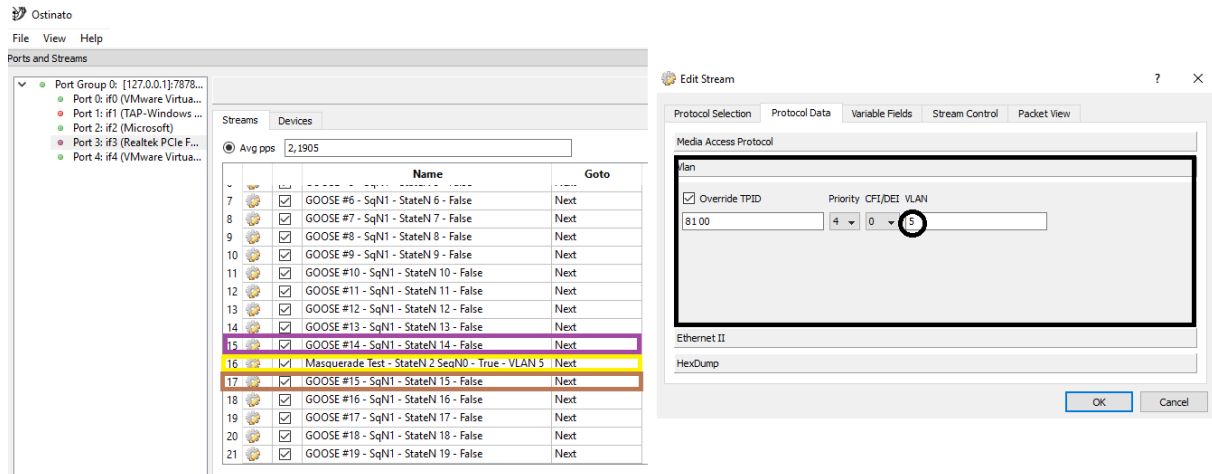 Ostinato
File View Help
Ports and Streams
Port Group 0: [127.0.0.1]:7878...
Port 0: if0 (VMware Virtua...
Port 1: if1 (TAP-Windows ...
Port 2: if2 (Microsoft)
Port 3: if3 (Realtek PCIe F...
Port 4: if4 (VMware Virtua...
Streams Devices
Avg pps 2,1905
Name Goto
7 GOOSE #6 - SqN1 - StateN 6 - False Next
8 GOOSE #7 - SqN1 - StateN 7 - False Next
9 GOOSE #8 - SqN1 - StateN 8 - False Next
10 GOOSE #9 - SqN1 - StateN 9 - False Next
11 GOOSE #10 - SqN1 - StateN 10 - False Next
12 GOOSE #11 - SqN1 - StateN 11 - False Next
13 GOOSE #12 - SqN1 - StateN 12 - False Next
14 GOOSE #13 - SqN1 - StateN 13 - False Next
15 GOOSE #14 - SqN1 - StateN 14 - False Next
16 Masquerade Test - StateN 2 SeqN0 - True - VLAN 5 Next
17 GOOSE #15 - SqN1 - StateN 15 - False Next
18 GOOSE #16 - SqN1 - StateN 16 - False Next
19 GOOSE #17 - SqN1 - StateN 17 - False Next
20 GOOSE #18 - SqN1 - StateN 18 - False Next
21 GOOSE #19 - SqN1 - StateN 19 - False Next
Edit Stream ?
Protocol Selection Protocol Data Variable Fields Stream Control Packet View
Media Access Protocol
Vlan
Override TPID Priority CFI/DEI VLAN
8100 4 0 5
Ethernet II
HexDump
OK Cancel